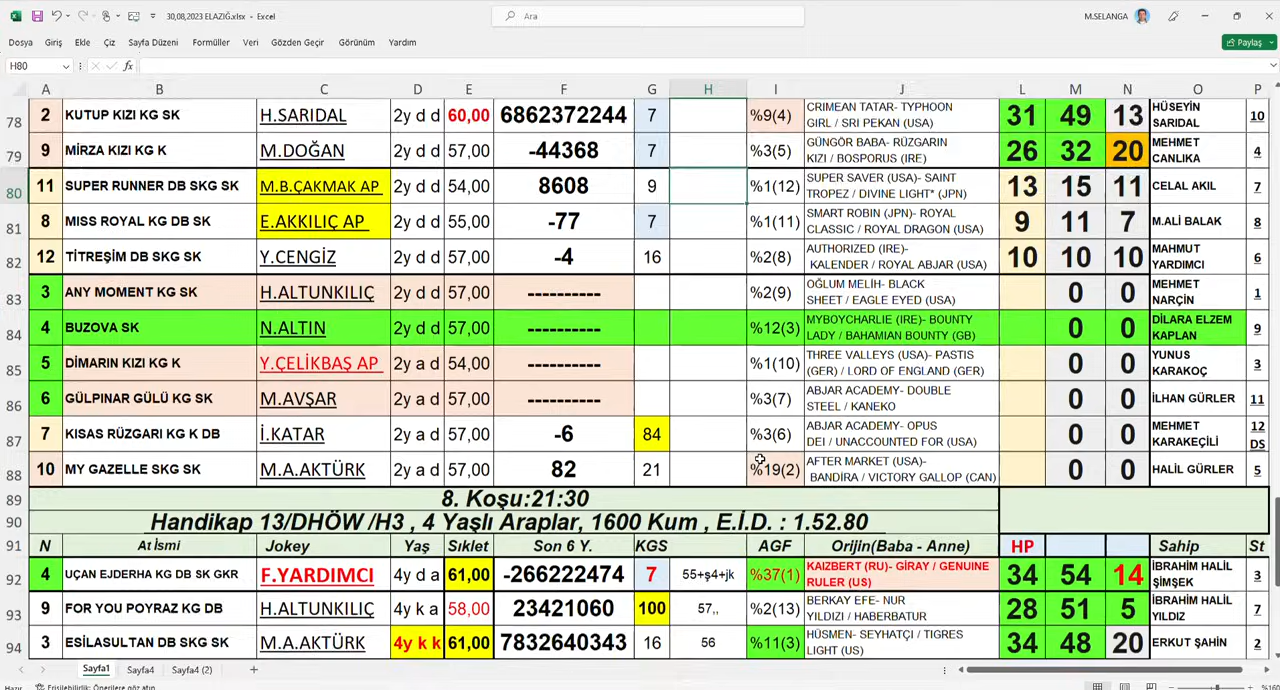 30,08,2023 ELAZIĞ.xlsx - Excel
Ara
M.SELANGA
Dosya Giriş Ekle Çiz Sayfa Düzeni Formüller Veri Gözden Geçir Görünüm Yardım
Paylaş
H80
fx
A B C D E F G H I J L M N O P
78 2 KUTUP KIZI KG SK H.SARIDAL 2y d d 60,00 6862372244 7 %9(4) CRIMEAN TATAR- TYPHOON GIRL / SRI PEKAN (USA) 31 49 13 HÜSEYİN SARIDAL 10
79 9 MİRZA KIZI KG K M.DOĞAN 2y d d 57,00 -44368 7 %3(5) GÜNGÖR BABA- RÜZGARIN KIZI / BOSPORUS (IRE) 26 32 20 MEHMET CANLIKA 4
80 11 SUPER RUNNER DB SKG SK M.B.ÇAKMAK AP 2y d d 54,00 8608 9 %1(12) SUPER SAVER (USA)- SAINT TROPEZ / DIVINE LIGHT* (JPN) 13 15 11 CELAL AKIL 7
81 8 MISS ROYAL KG DB SK E.AKKILIÇ AP 2y d d 55,00 -77 7 %1(11) SMART ROBIN (JPN)- ROYAL CLASSIC / ROYAL DRAGON (USA) 9 11 7 M.ALİ BALAK 8
82 12 TİTREŞİM DB SKG SK Y.CENGİZ 2y d d 57,00 -4 16 %2(8) AUTHORIZED (IRE)- KALENDER / ROYAL ABJAR (USA) 10 10 10 MAHMUT YARDIMCI 6
83 3 ANY MOMENT KG SK H.ALTUNKILIÇ 2y d d 57,00 ---------- %2(9) OĞLUM MELİH- BLACK SHEET / EAGLE EYED (USA) 0 0 MEHMET NARÇİN 1
84 4 BUZOVA SK N.ALTIN 2y d d 57,00 ---------- %12(3) MYBOYCHARLIE (IRE)- BOUNTY LADY / BAHAMIAN BOUNTY (GB) 0 0 DİLARA ELZEM KAPLAN 9
85 5 DİMARIN KIZI KG K Y.ÇELİKBAŞ AP 2y a d 54,00 ---------- %1(10) THREE VALLEYS (USA)- PASTIS (GER) / LORD OF ENGLAND (GER) 0 0 YUNUS KARAKOÇ 3
86 6 GÜLPINAR GÜLÜ KG SK M.AVŞAR 2y a d 57,00 ---------- %3(7) ABJAR ACADEMY- DOUBLE STEEL / KANEKO 0 0 İLHAN GÜRLER 11
87 7 KISAS RÜZGARI KG K DB İ.KATAR 2y a d 57,00 -6 84 %3(6) ABJAR ACADEMY- OPUS DEI / UNACCOUNTED FOR (USA) 0 0 MEHMET KARAKEÇİLİ 12 DS
88 10 MY GAZELLE SKG SK M.A.AKTÜRK 2y a d 57,00 82 21 %19(2) AFTER MARKET (USA)- BANDİRA / VICTORY GALLOP (CAN) 0 0 HALİL GÜRLER 5
89 8. Koşu:21:30
90 Handikap 13/DHÖW /H3 , 4 Yaşlı Araplar, 1600 Kum , E.İ.D. : 1.52.80
91 N At İsmi Jokey Yaş Sıklet Son 6 Y. KGS AGF Orijin(Baba - Anne) HP Sahip St
92 4 UÇAN EJDERHA KG DB SK GKR F.YARDIMCI 4y d a 61,00 -266222474 7 55+ş4+jk %37(1) KAIZBERT (RU)- GİRAY / GENUINE RULER (US) 34 54 14 İBRAHİM HALİL ŞİMŞEK 3
93 9 FOR YOU POYRAZ KG DB H.ALTUNKILIÇ 4y k a 58,00 23421060 100 57,, %2(13) BERKAY EFE- NUR YILDIZI / HABERBATUR 28 51 5 İBRAHİM HALİL YILDIZ 7
94 3 ESİLASULTAN DB SKG SK M.A.AKTÜRK 4y k k 61,00 7832640343 16 56 %11(3) HÜSMEN- SEYHATÇI / TIGRES LIGHT (US) 34 48 20 ERKUT ŞAHİN 2
Sayfa1 Sayfa4 Sayfa4 (2)
Hazır Erişilebilirlik: Önerilere göz atın %160